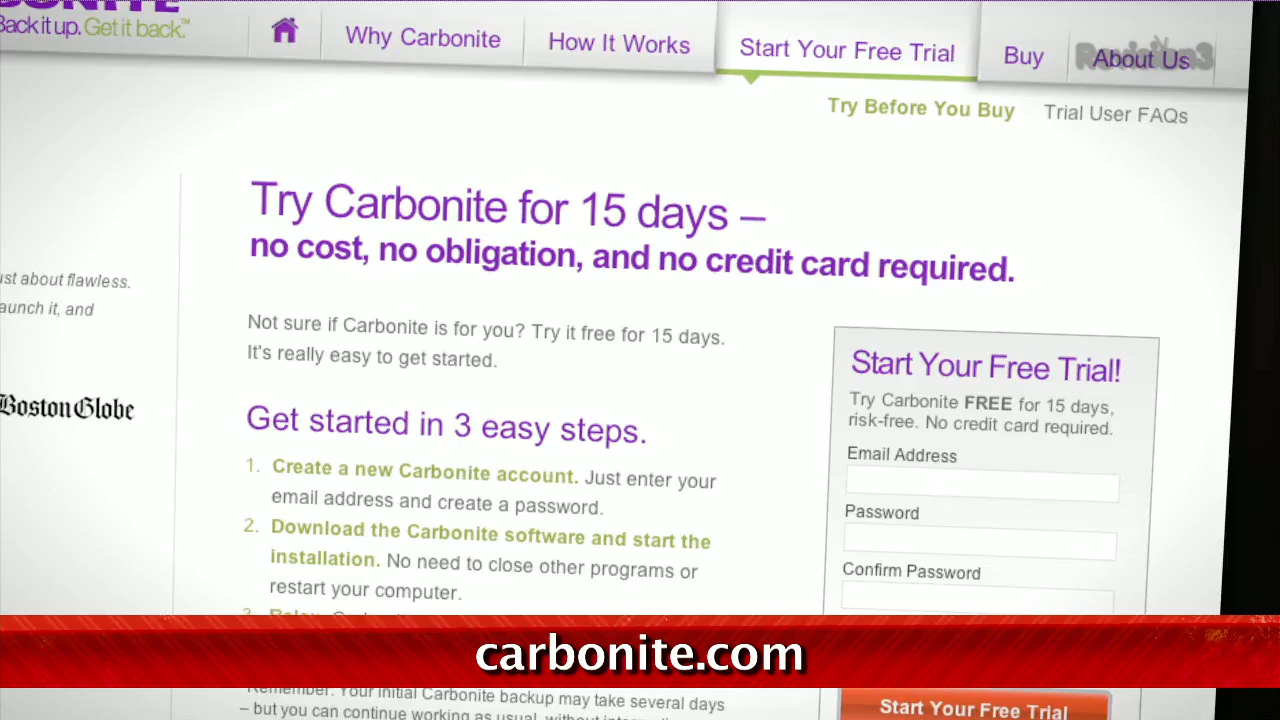 Back it up. Get it back.™
Why Carbonite
How It Works
Start Your Free Trial
Buy
About Us
Revision3
Try Before You Buy
Trial User FAQs
Try Carbonite for 15 days –
no cost, no obligation, and no credit card required.
just about flawless.
launch it, and
Boston Globe
Not sure if Carbonite is for you? Try it free for 15 days.
It's really easy to get started.
Get started in 3 easy steps.
1. Create a new Carbonite account. Just enter your
email address and create a password.
2. Download the Carbonite software and start the
installation. No need to close other programs or
restart your computer.
Start Your Free Trial!
Try Carbonite FREE for 15 days,
risk-free. No credit card required.
Email Address
Password
Confirm Password
carbonite.com
Remember: Your initial Carbonite backup may take several days
– but you can continue working as usual, without
Start Your Free Trial